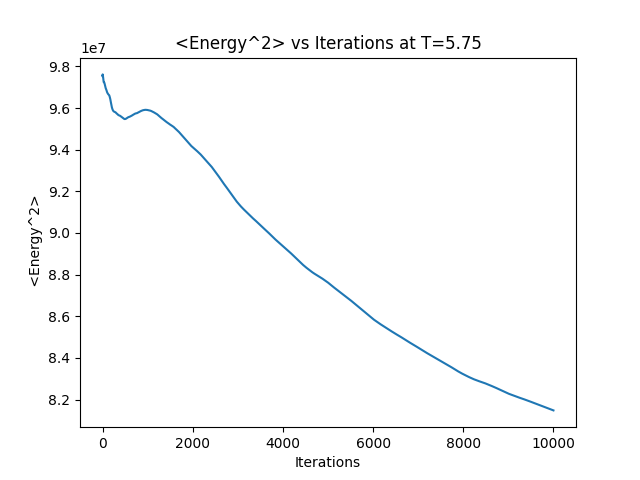 <Energy^2> vs Iterations at T=5.75
1e7
9.8
9.6
9.4
9.2
9.0
8.8
8.6
8.4
8.2
<Energy^2>
0 2000 4000 6000 8000 10000
Iterations